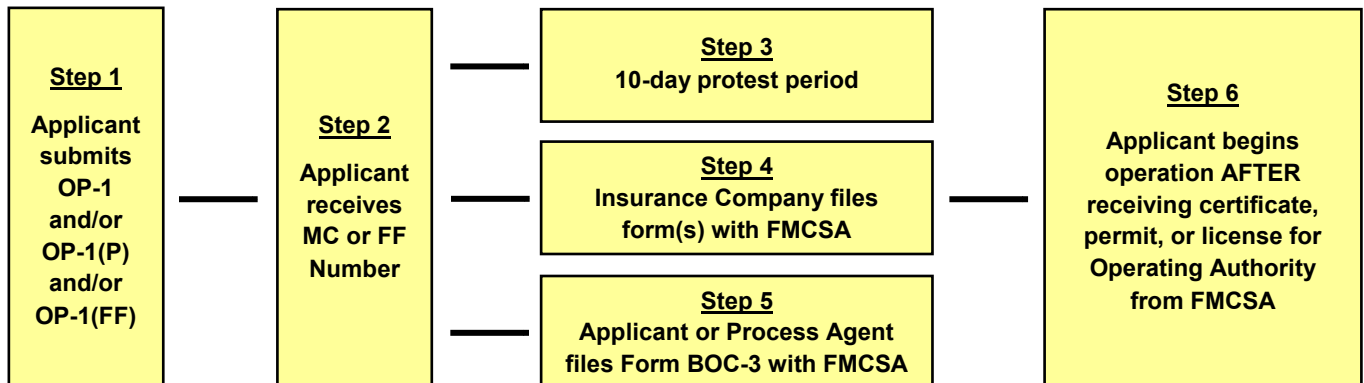 Step 1
Applicant
submits
OP-1
and/or
OP-1(P)
and/or
OP-1(FF)
Step 2
Applicant
receives
MC or FF
Number
Step 3
10-day protest period
Step 4
Insurance Company files
form(s) with FMCSA
Step 5
Applicant or Process Agent
files Form BOC-3 with FMCSA
Step 6
Applicant begins
operation AFTER
receiving certificate,
permit, or license for
Operating Authority
from FMCSA